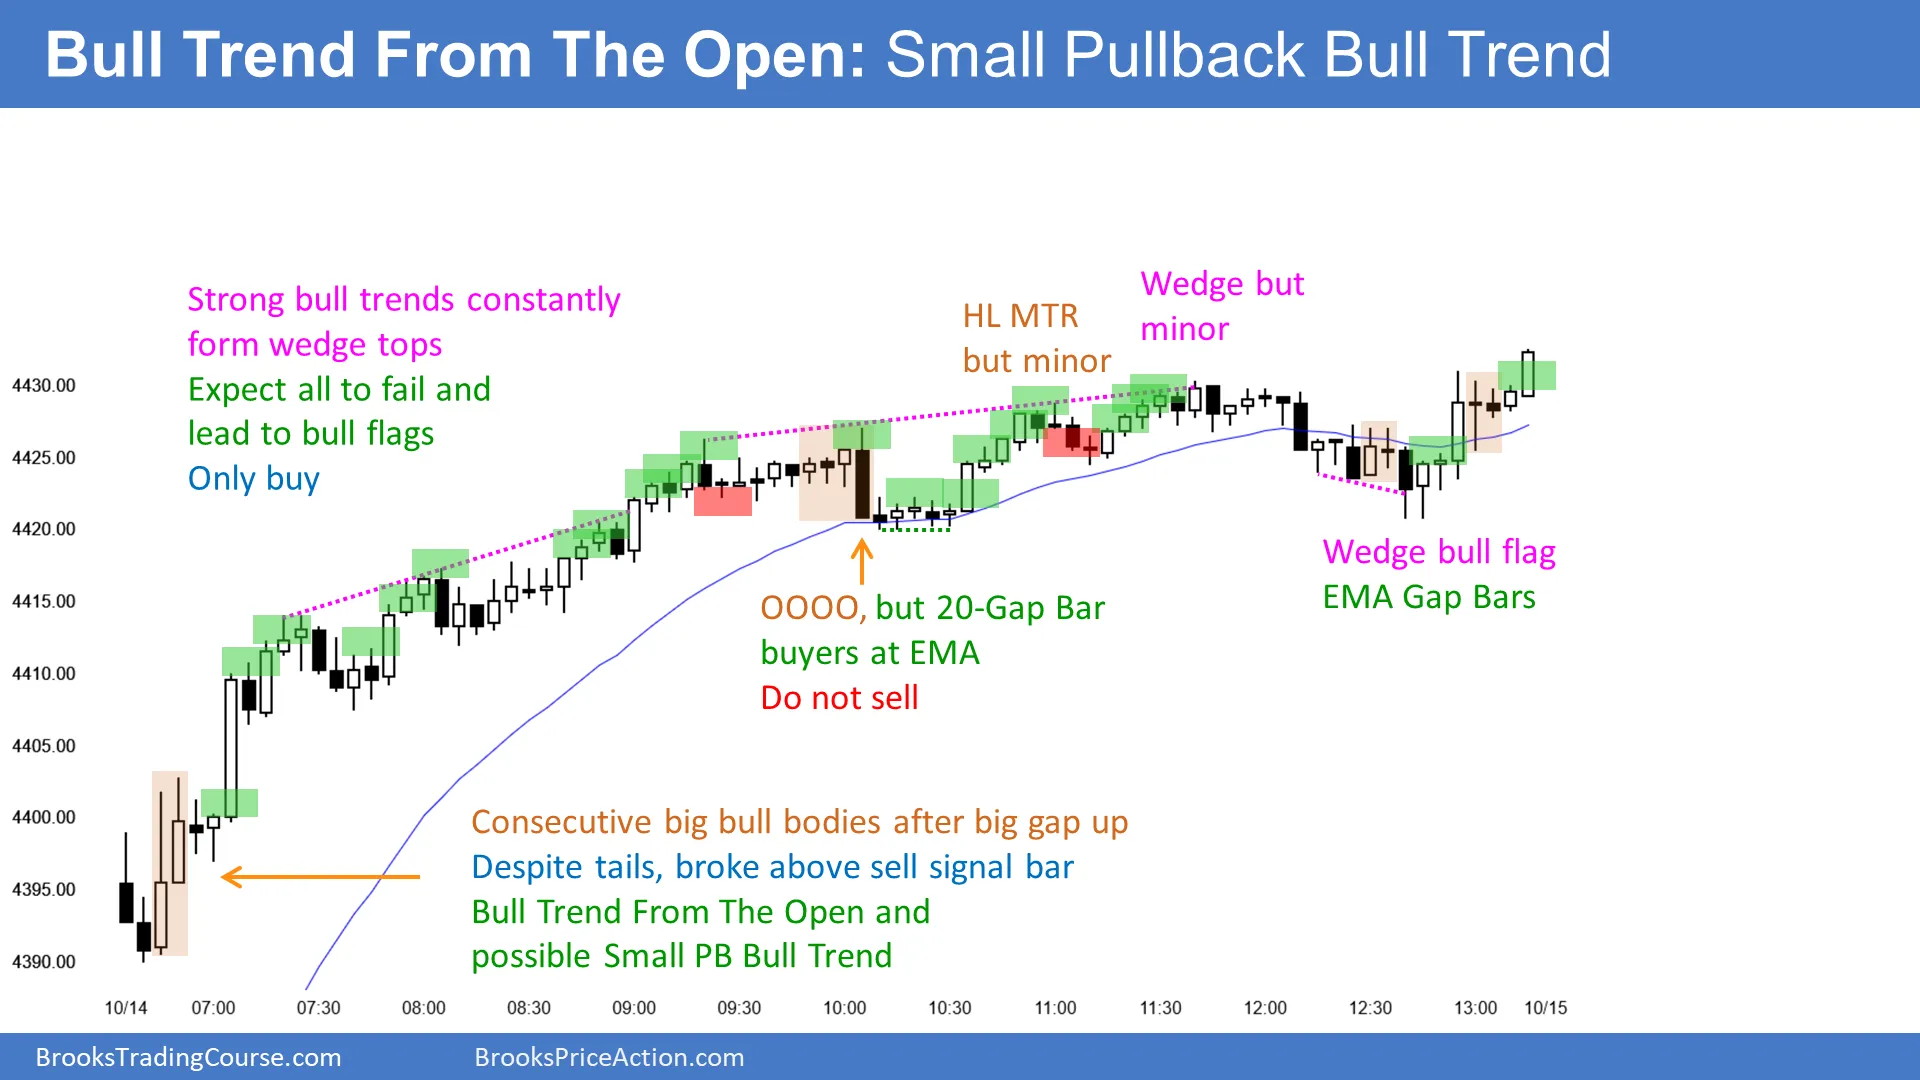 Bull Trend From The Open: Small Pullback Bull Trend
Strong bull trends constantly
form wedge tops
Expect all to fail and
lead to bull flags
Only buy
HL MTR
but minor
Wedge but
minor
OOOO, but 20-Gap Bar
buyers at EMA
Do not sell
Wedge bull flag
EMA Gap Bars
Consecutive big bull bodies after big gap up
Despite tails, broke above sell signal bar
Bull Trend From The Open and
possible Small PB Bull Trend
4430.00
4425.00
4420.00
4415.00
4410.00
4405.00
4400.00
4395.00
4390.00
10/14 07:00 07:30 08:00 08:30 09:00 09:30 10:00 10:30 11:00 11:30 12:00 12:30 13:00 10/15
BrooksTradingCourse.com BrooksPriceAction.com